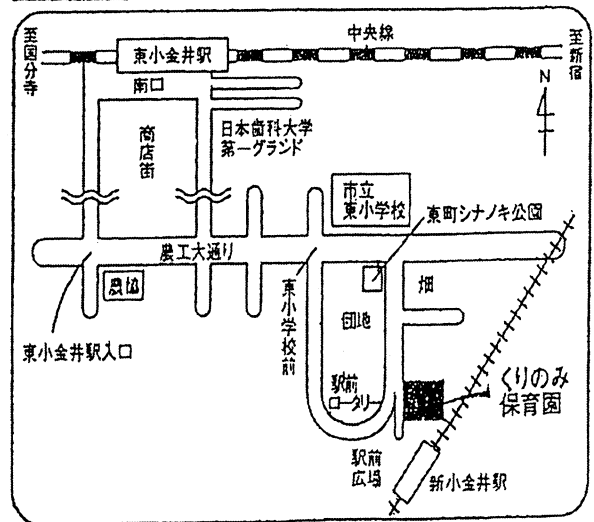 至国分寺
東小金井駅
中央線
至新宿
南口
N
商店街
日本歯科大学
第一グランド
市立
東小学校
東町シナノキ公園
農工大通り
農協
東小学校前
畑
団地
東小金井駅入口
駅前
ロータリー
くりのみ
保育園
駅前
広場
新小金井駅